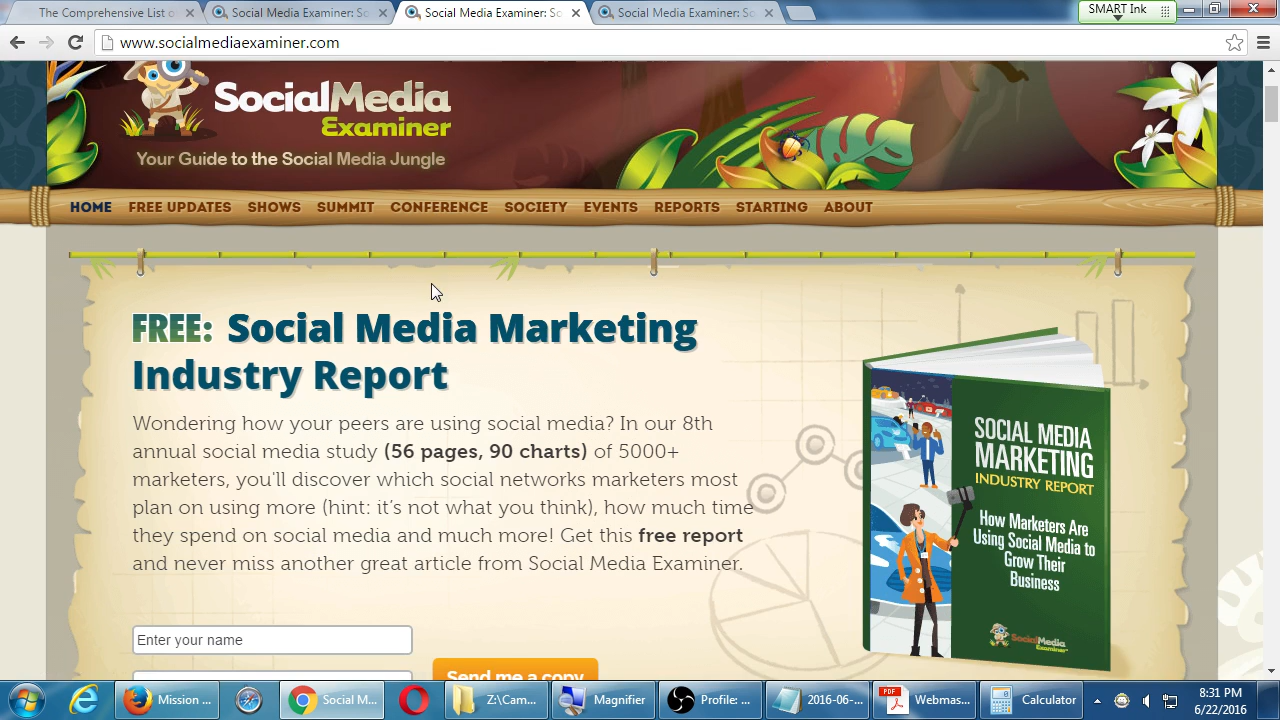 The Comprehensive List o
Social Media Examiner: So
Social Media Examiner: So
Social Media Examiner: So
SMART Ink
www.socialmediaexaminer.com
SocialMedia
Examiner
Your Guide to the Social Media Jungle
HOME FREE UPDATES SHOWS SUMMIT CONFERENCE SOCIETY EVENTS REPORTS STARTING ABOUT
FREE: Social Media Marketing
Industry Report
Wondering how your peers are using social media? In our 8th
annual social media study (56 pages, 90 charts) of 5000+
marketers, you'll discover which social networks marketers most
plan on using more (hint: it's not what you think), how much time
they spend on social media and much more! Get this free report
and never miss another great article from Social Media Examiner.
SOCIAL MEDIA
MARKETING
INDUSTRY REPORT
How Marketers Are
Using Social Media to
Grow Their
Business
SocialMedia
Examiner
Enter your name
Send me a copy
Mission ...
Social M...
Z:\Cam...
Magnifier
Profile: ...
2016-06-...
PDF
Webmas...
Calculator
8:31 PM
6/22/2016